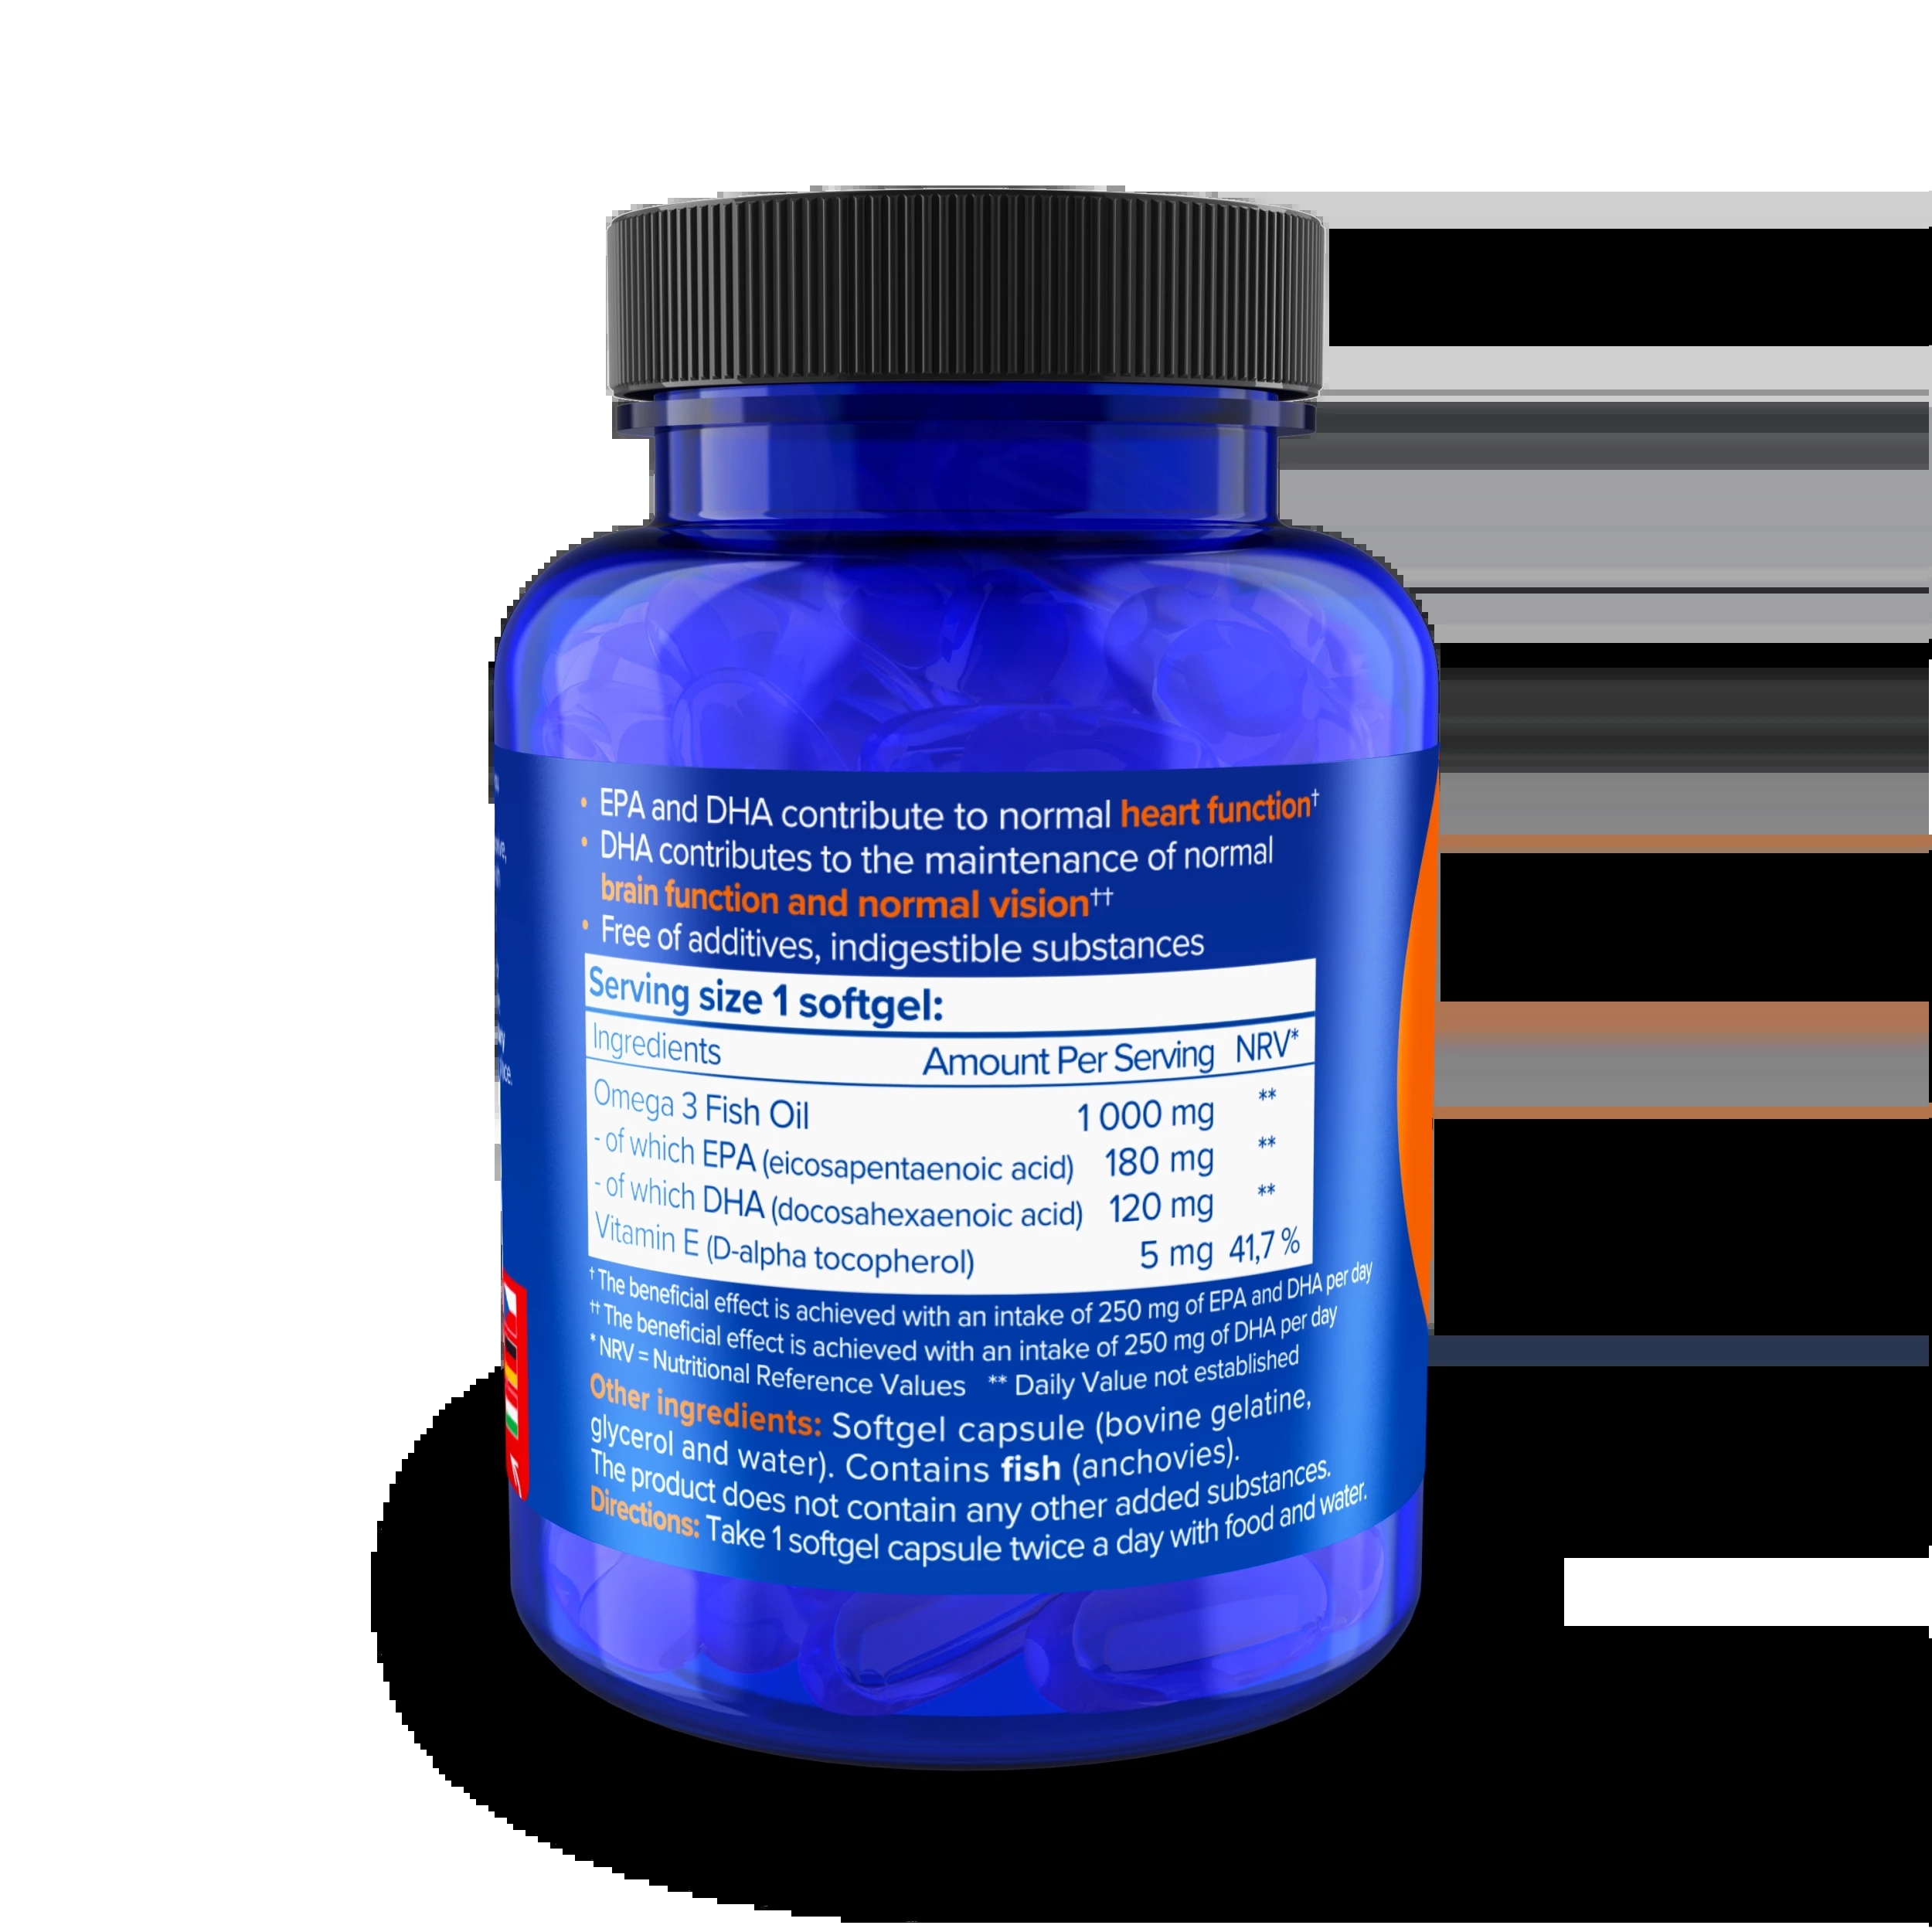 • EPA and DHA contribute to normal heart function†
• DHA contributes to the maintenance of normal
brain function and normal vision††
• Free of additives, indigestible substances
Serving size 1 softgel:
Ingredients Amount Per Serving NRV*
Omega 3 Fish Oil 1 000 mg **
- of which EPA (eicosapentaenoic acid) 180 mg **
- of which DHA (docosahexaenoic acid) 120 mg **
Vitamin E (D-alpha tocopherol) 5 mg 41,7 %
† The beneficial effect is achieved with an intake of 250 mg of EPA and DHA per day
†† The beneficial effect is achieved with an intake of 250 mg of DHA per day
* NRV = Nutritional Reference Values ** Daily Value not established
Other ingredients: Softgel capsule (bovine gelatine,
glycerol and water). Contains fish (anchovies).
The product does not contain any other added substances.
Directions: Take 1 softgel capsule twice a day with food and water.